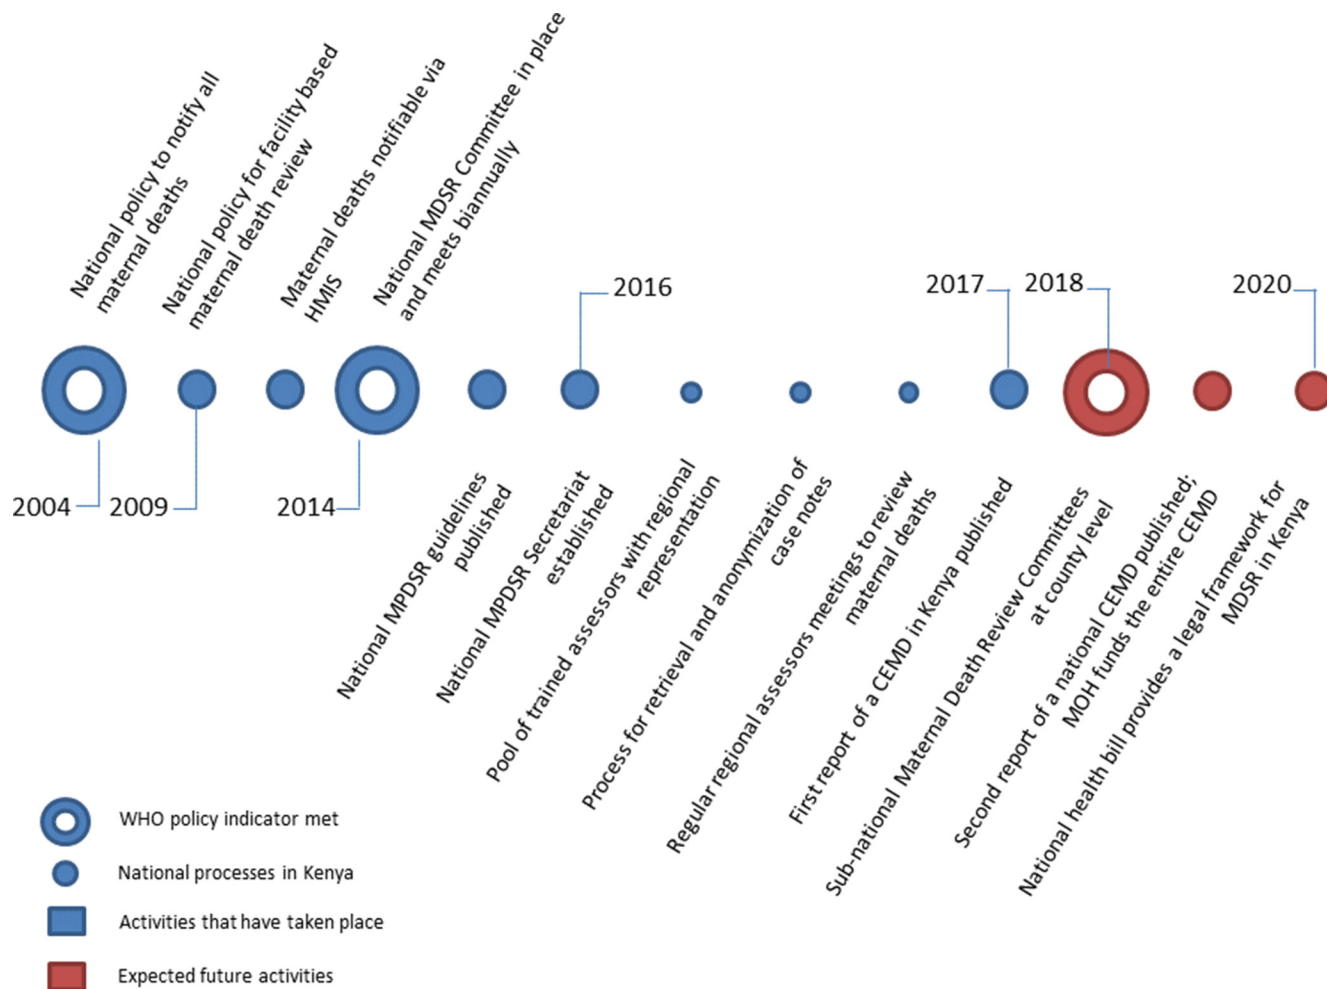 National policy to notify all
maternal deaths
National policy for facility based
maternal death review
Maternal deaths notifiable via
HMIS
National MDSR Committee in place
and meets biannually
2016
2017
2018
2020
2004
2009
2014
National MPDSR guidelines
published
National MPDSR Secretariat
established
Pool of trained assessors with regional
representation
Process for retrieval and anonymization of
case notes
Regular regional assessors meetings to review
maternal deaths
First report of a CEMD in Kenya published
Sub-national Maternal Death Review Committees
at county level
Second report of a national CEMD published;
MOH funds the entire CEMD
National health bill provides a legal framework for
MDSR in Kenya
WHO policy indicator met
National processes in Kenya
Activities that have taken place
Expected future activities